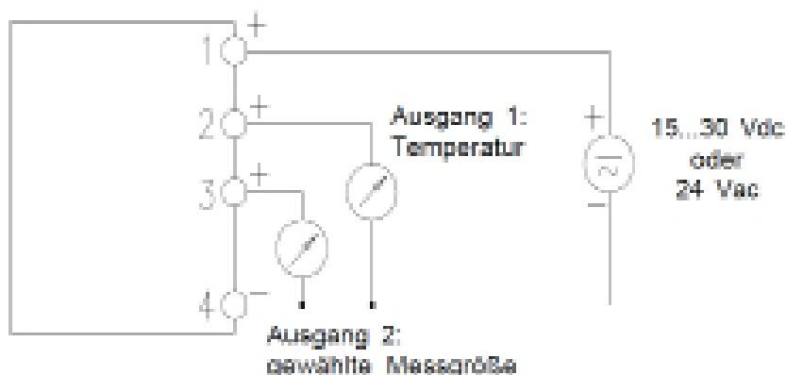 1 +
2 +
3 +
4 −
Ausgang 1:
Temperatur
+
−
15...30 Vdc
oder
24 Vac
Ausgang 2:
gewählte Messgröße